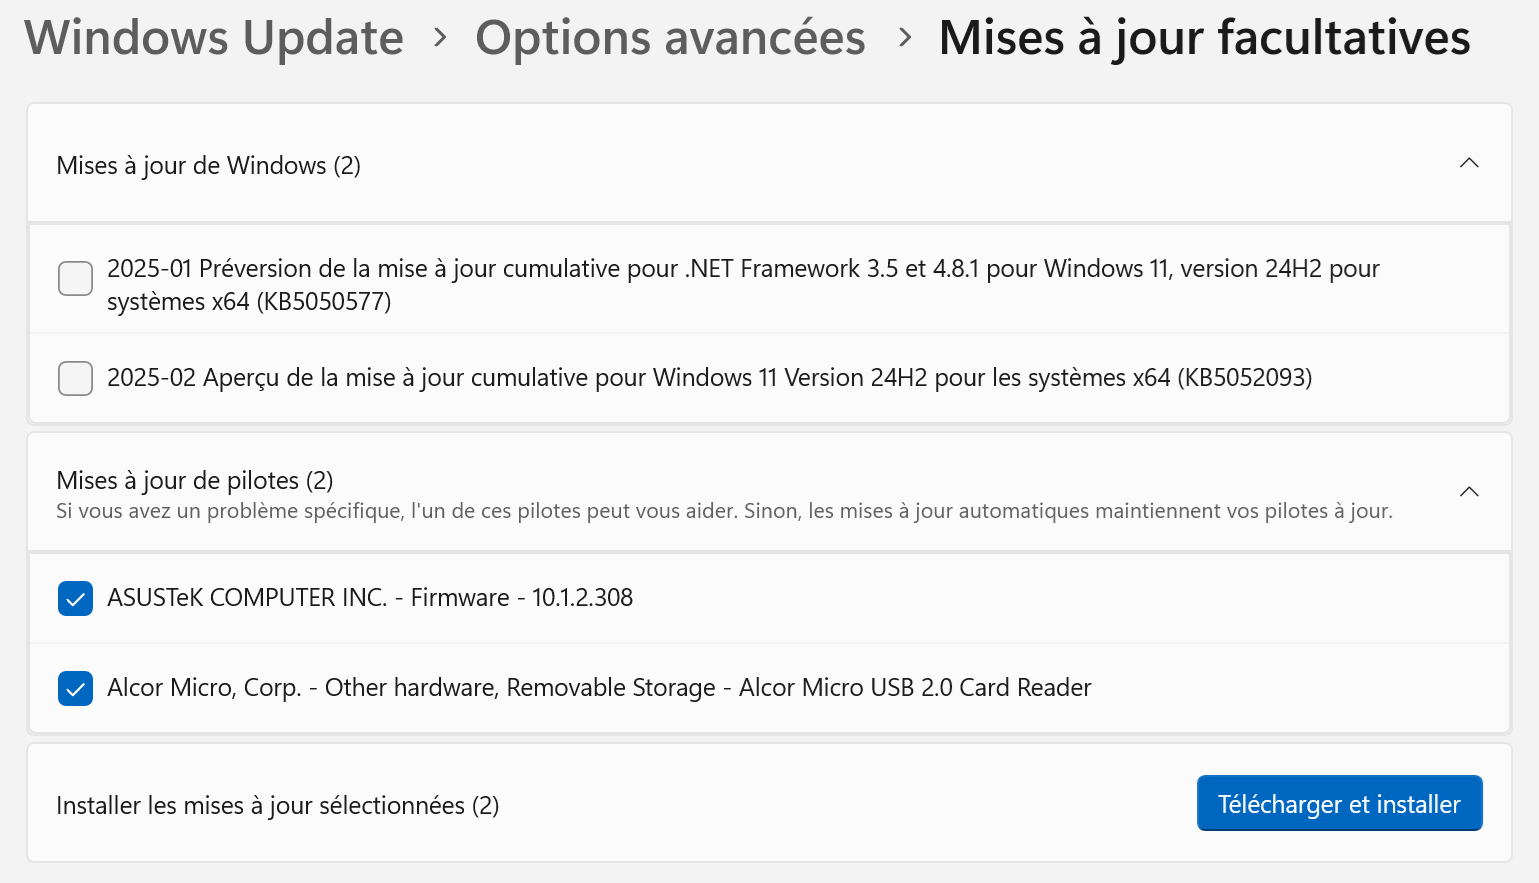 Windows Update > Options avancées > Mises à jour facultatives
Mises à jour de Windows (2)
2025-01 Préversion de la mise à jour cumulative pour .NET Framework 3.5 et 4.8.1 pour Windows 11, version 24H2 pour
systèmes x64 (KB5050577)
2025-02 Aperçu de la mise à jour cumulative pour Windows 11 Version 24H2 pour les systèmes x64 (KB5052093)
Mises à jour de pilotes (2)
Si vous avez un problème spécifique, l'un de ces pilotes peut vous aider. Sinon, les mises à jour automatiques maintiennent vos pilotes à jour.
ASUSTeK COMPUTER INC. - Firmware - 10.1.2.308
Alcor Micro, Corp. - Other hardware, Removable Storage - Alcor Micro USB 2.0 Card Reader
Installer les mises à jour sélectionnées (2)
Télécharger et installer